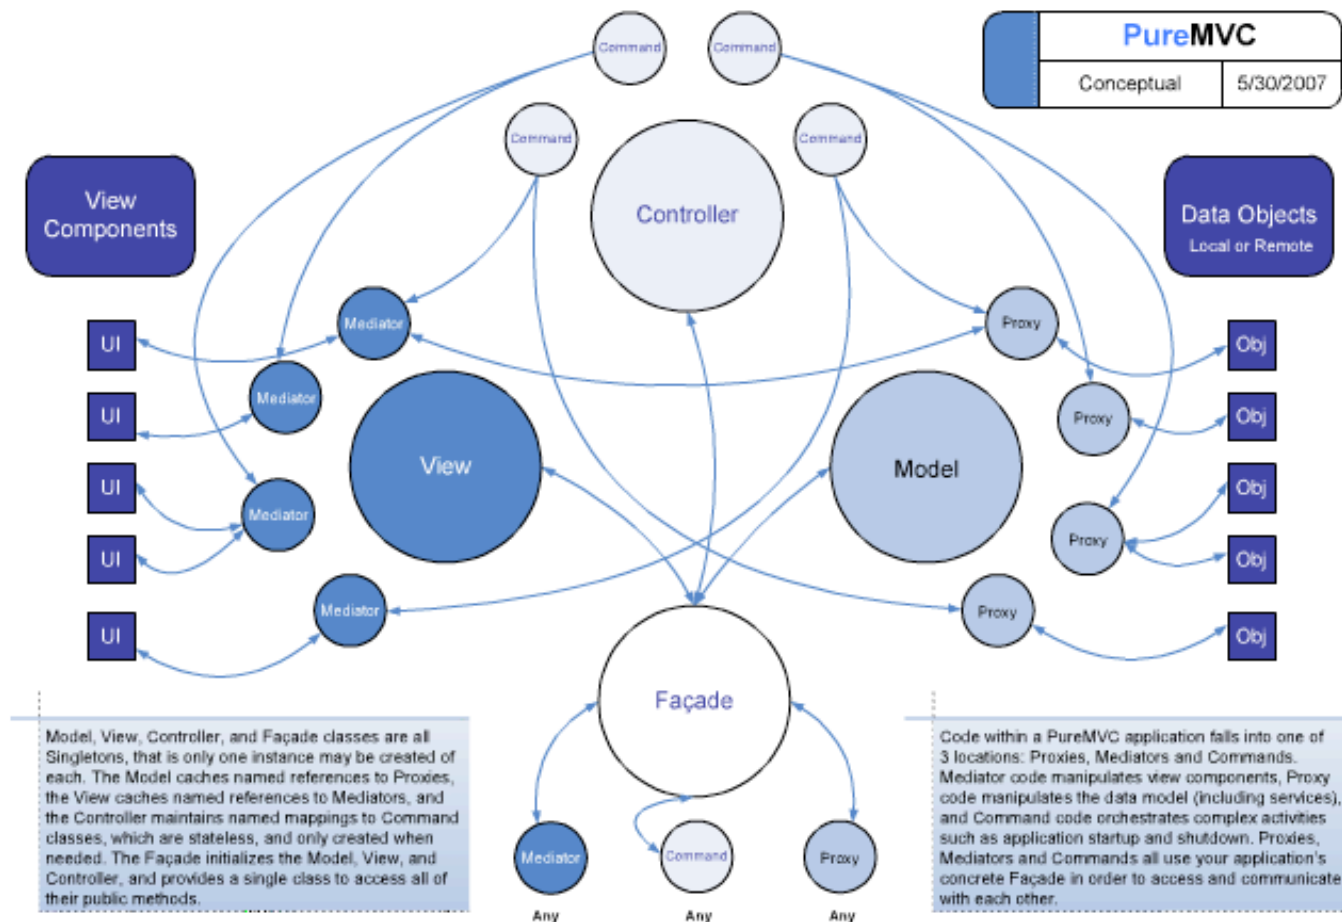 Command
Command
PureMVC
Conceptual
5/30/2007
Command
Command
View
Components
Controller
Data Objects
Local or Remote
Mediator
Proxy
UI
Obj
Mediator
Proxy
UI
Obj
View
Model
UI
Obj
Mediator
Proxy
UI
Obj
Mediator
Proxy
UI
Obj
Façade
Model, View, Controller, and Façade classes are all
Singletons, that is only one instance may be created of
each. The Model caches named references to Proxies,
the View caches named references to Mediators, and
the Controller maintains named mappings to Command
classes, which are stateless, and only created when
needed. The Façade initializes the Model, View, and
Controller, and provides a single class to access all of
their public methods.
Code within a PureMVC application falls into one of
3 locations: Proxies, Mediators and Commands.
Mediator code manipulates view components, Proxy
code manipulates the data model (including services),
and Command code orchestrates complex activities
such as application startup and shutdown. Proxies,
Mediators and Commands all use your application's
concrete Façade in order to access and communicate
with each other.
Mediator
Command
Proxy
Any
Any
Any